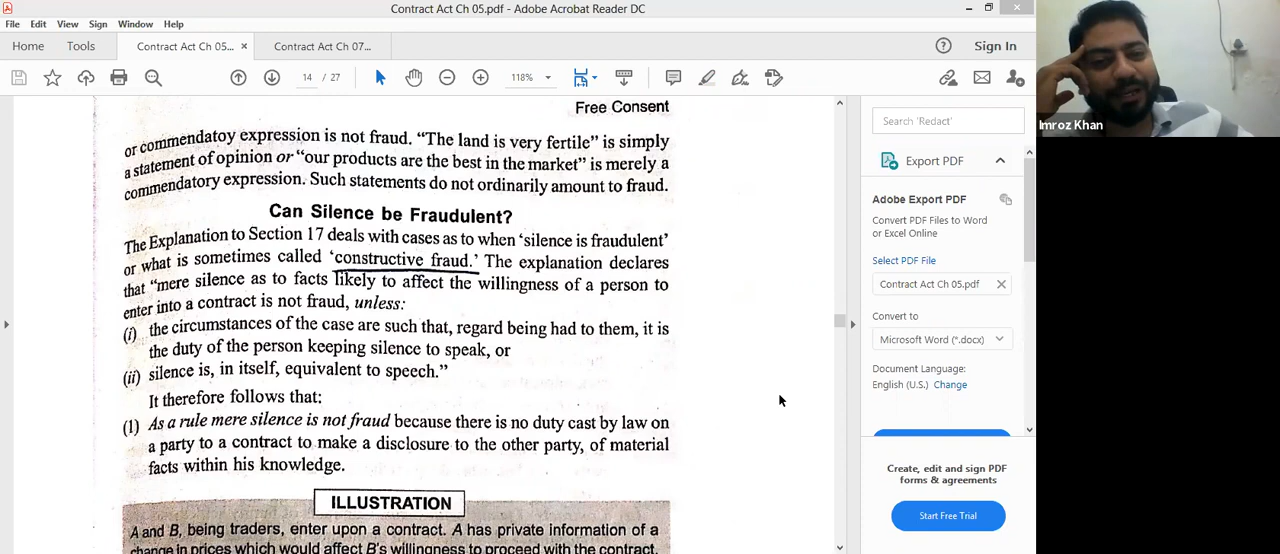 Contract Act Ch 05.pdf - Adobe Acrobat Reader DC
File Edit View Sign Window Help
Home Tools Contract Act Ch 05... × Contract Act Ch 07... Sign In
14 / 27 118%
Free Consent
or commendatoy expression is not fraud. “The land is very fertile” is simply
a statement of opinion or “our products are the best in the market” is merely a
commendatory expression. Such statements do not ordinarily amount to fraud.
Can Silence be Fraudulent?
The Explanation to Section 17 deals with cases as to when ‘silence is fraudulent’
or what is sometimes called ‘constructive fraud.’ The explanation declares
that “mere silence as to facts likely to affect the willingness of a person to
enter into a contract is not fraud, unless:
(i) the circumstances of the case are such that, regard being had to them, it is
the duty of the person keeping silence to speak, or
(ii) silence is, in itself, equivalent to speech.”
It therefore follows that:
(1) As a rule mere silence is not fraud because there is no duty cast by law on
a party to a contract to make a disclosure to the other party, of material
facts within his knowledge.
ILLUSTRATION
A and B, being traders, enter upon a contract. A has private information of a
change in prices which would affect B's willingness to proceed with the contract.
Search 'Redact'
Export PDF
Adobe Export PDF
Convert PDF Files to Word
or Excel Online
Select PDF File
Contract Act Ch 05.pdf
Convert to
Microsoft Word (*.docx)
Document Language:
English (U.S.) Change
Create, edit and sign PDF
forms & agreements
Start Free Trial
Imroz Khan